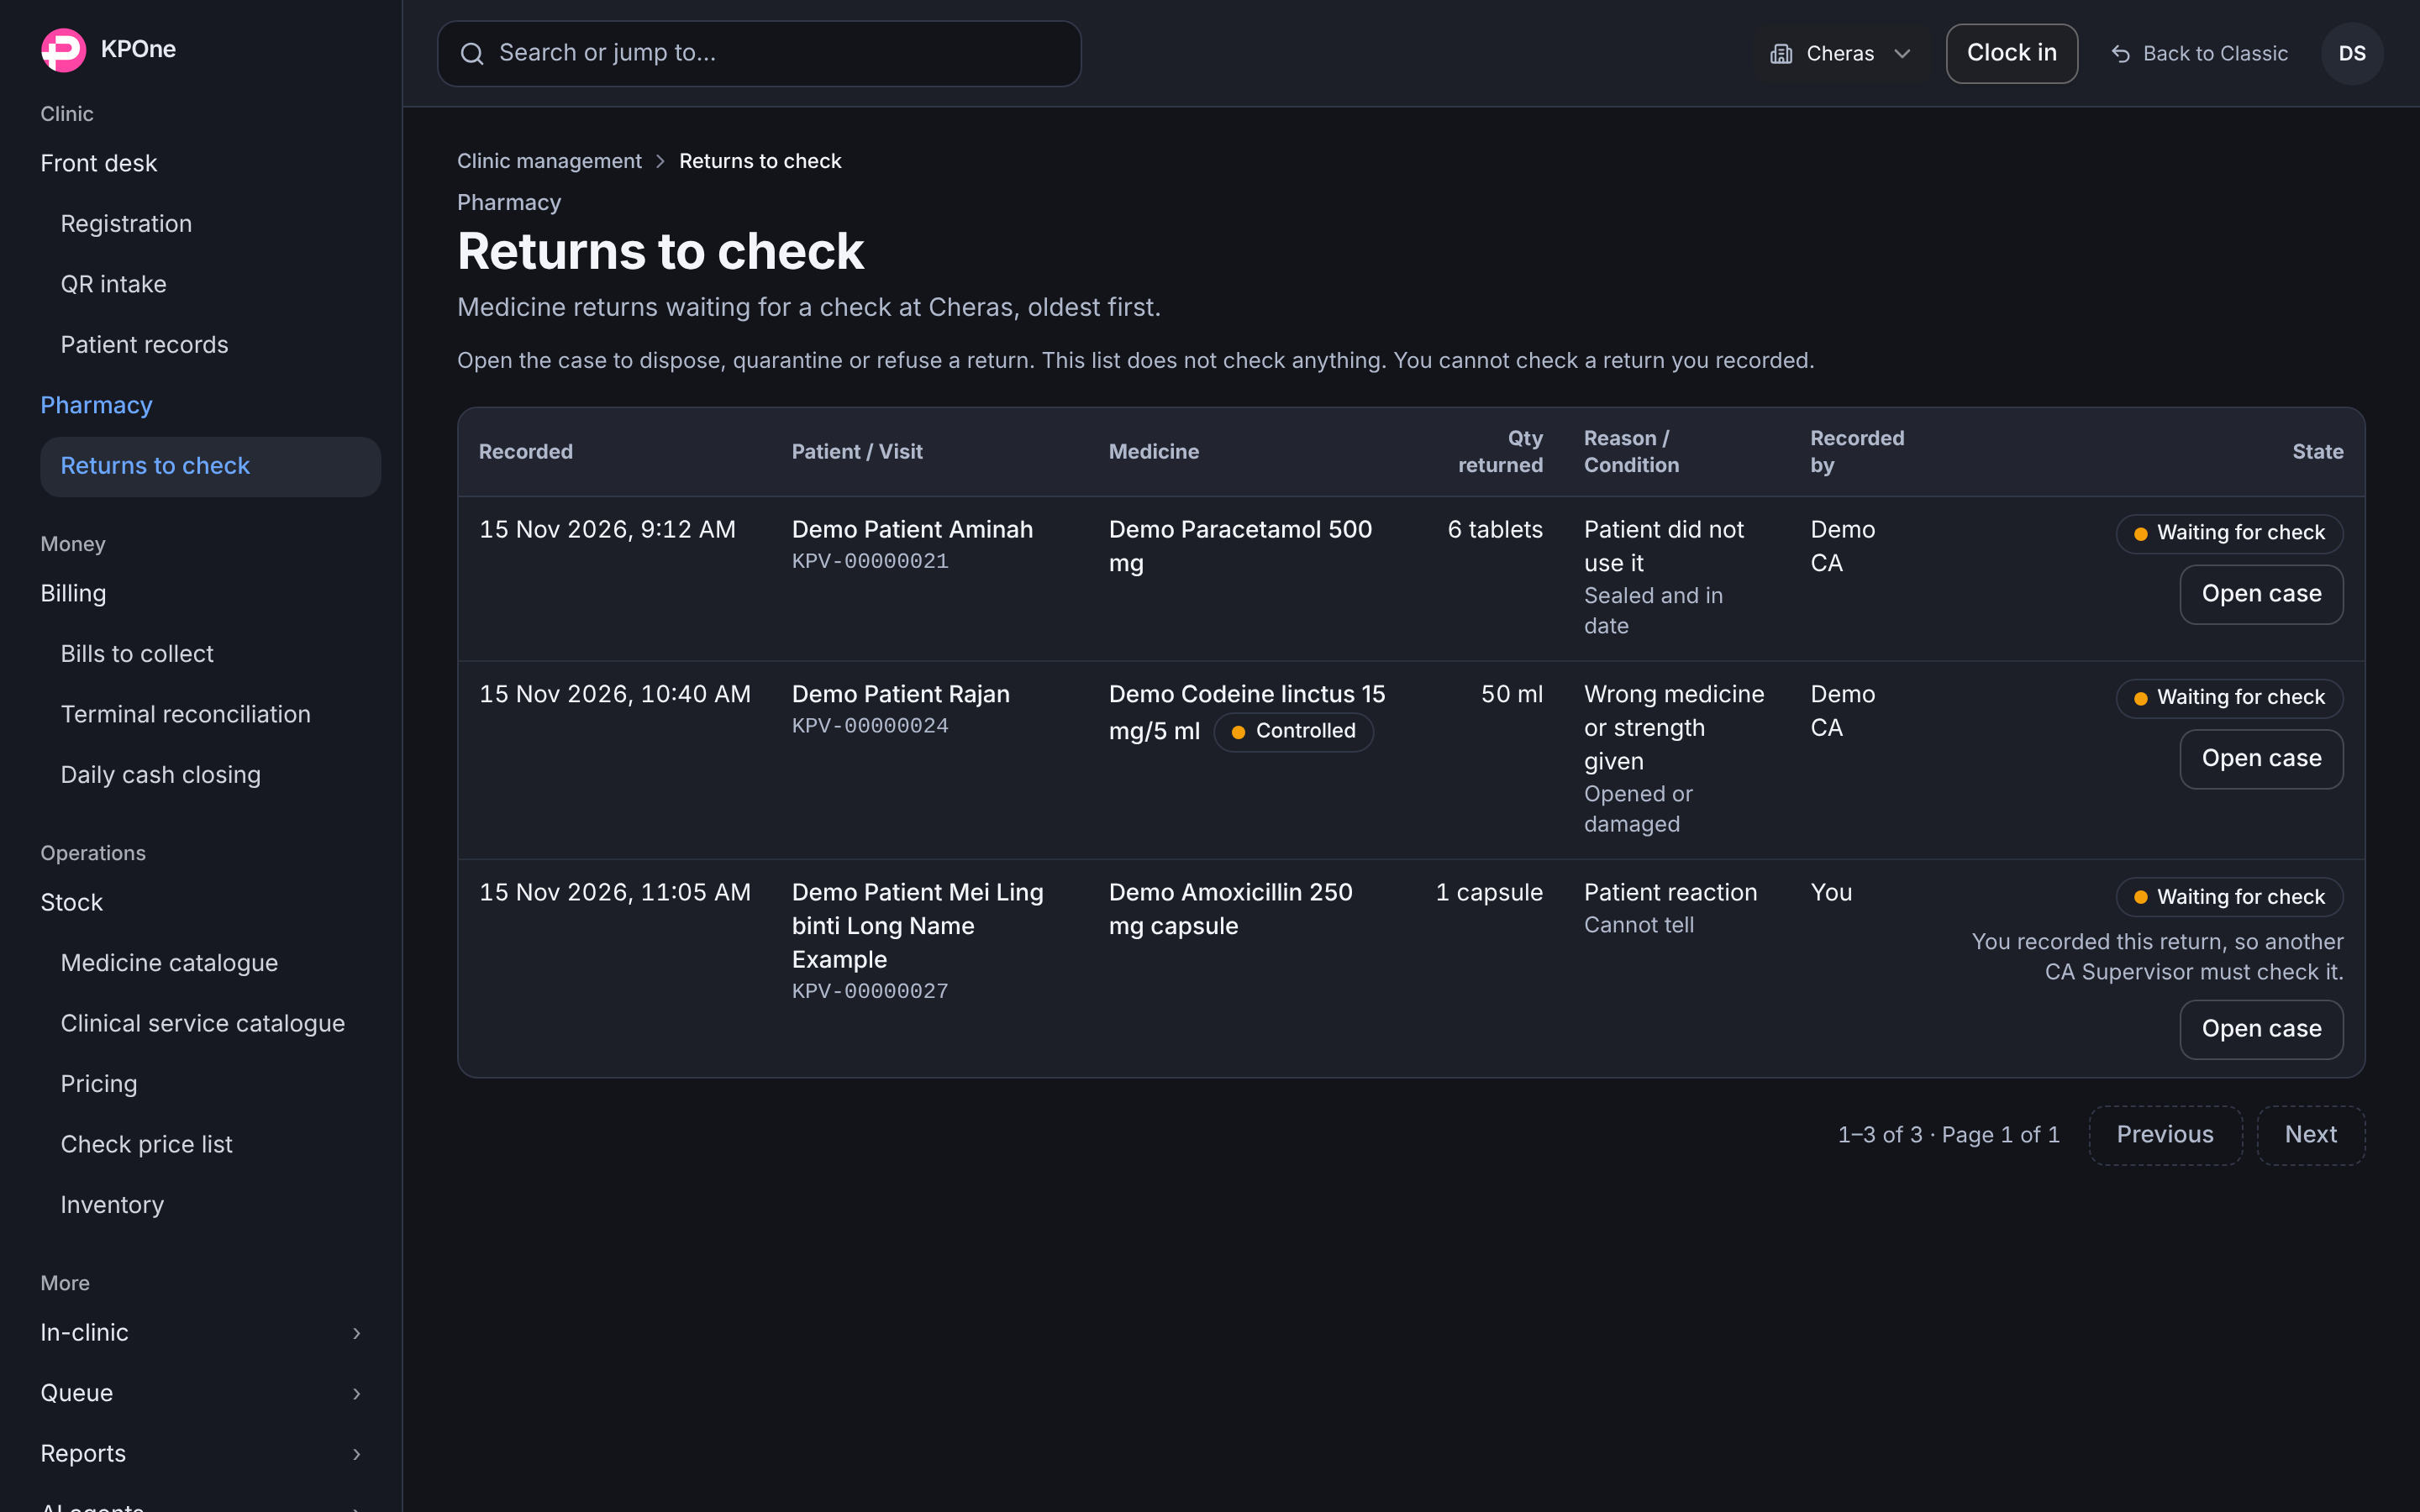 KPOne
Clinic
Front desk
Registration
QR intake
Patient records
Pharmacy
Returns to check
Money
Billing
Bills to collect
Terminal reconciliation
Daily cash closing
Operations
Stock
Medicine catalogue
Clinical service catalogue
Pricing
Check price list
Inventory
More
In-clinic
Queue
Reports
AI agents
Search or jump to...
Cheras
Clock in
Back to Classic
DS
Clinic management > Returns to check
Pharmacy
Returns to check
Medicine returns waiting for a check at Cheras, oldest first.
Open the case to dispose, quarantine or refuse a return. This list does not check anything. You cannot check a return you recorded.
Recorded
Patient / Visit
Medicine
Qty
returned
Reason /
Condition
Recorded
by
State
15 Nov 2026, 9:12 AM
Demo Patient Aminah
KPV-00000021
Demo Paracetamol 500
mg
6 tablets
Patient did not
use it
Sealed and in
date
Demo
CA
Waiting for check
Open case
15 Nov 2026, 10:40 AM
Demo Patient Rajan
KPV-00000024
Demo Codeine linctus 15
mg/5 ml Controlled
50 ml
Wrong medicine
or strength
given
Opened or
damaged
Demo
CA
Waiting for check
Open case
15 Nov 2026, 11:05 AM
Demo Patient Mei Ling
binti Long Name
Example
KPV-00000027
Demo Amoxicillin 250
mg capsule
1 capsule
Patient reaction
Cannot tell
You
Waiting for check
You recorded this return, so another
CA Supervisor must check it.
Open case
1–3 of 3 · Page 1 of 1
Previous
Next